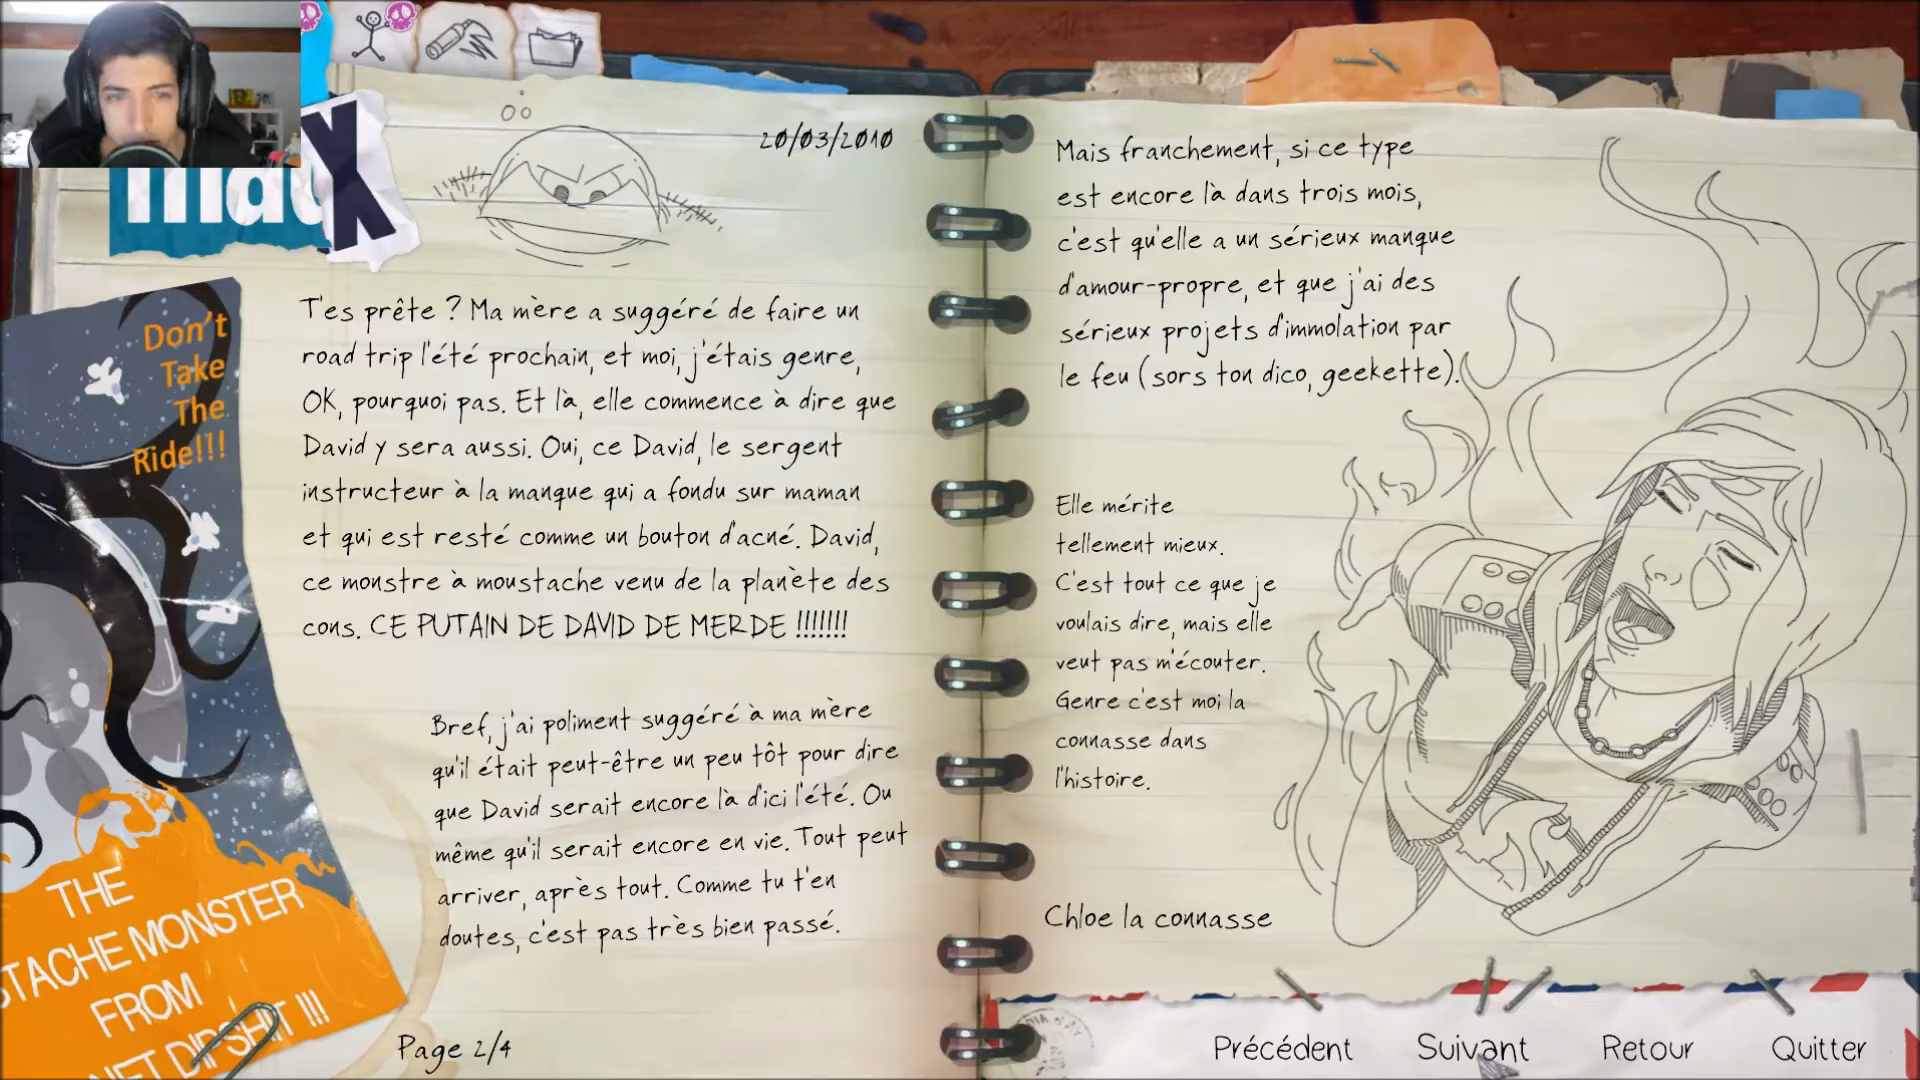 max
20/03/2010
T'es prête ? Ma mère a suggéré de faire un
road trip l'été prochain, et moi, j'étais genre,
OK, pourquoi pas. Et là, elle commence à dire que
David y sera aussi. Oui, ce David, le sergent
instructeur à la manque qui a fondu sur maman
et qui est resté comme un bouton d'acné. David,
ce monstre à moustache venu de la planète des
cons. CE PUTAIN DE DAVID DE MERDE !!!!!!!
Bref, j'ai poliment suggéré à ma mère
qu'il était peut-être un peu tôt pour dire
que David serait encore là d'ici l'été. Ou
même qu'il serait encore en vie. Tout peut
arriver, après tout. Comme tu t'en
doutes, c'est pas très bien passé.
Page 2/4
Don't
Take
The
Ride!!!
THE
STACHE MONSTER
FROM
NET DIPSHIT !!!
Mais franchement, si ce type
est encore là dans trois mois,
c'est qu'elle a un sérieux manque
d'amour-propre, et que j'ai des
sérieux projets d'immolation par
le feu (sors ton dico, geekette).
Elle mérite
tellement mieux.
C'est tout ce que je
voulais dire, mais elle
veut pas m'écouter.
Genre c'est moi la
connasse dans
l'histoire.
Chloe la connasse
Précédent Suivant Retour Quitter